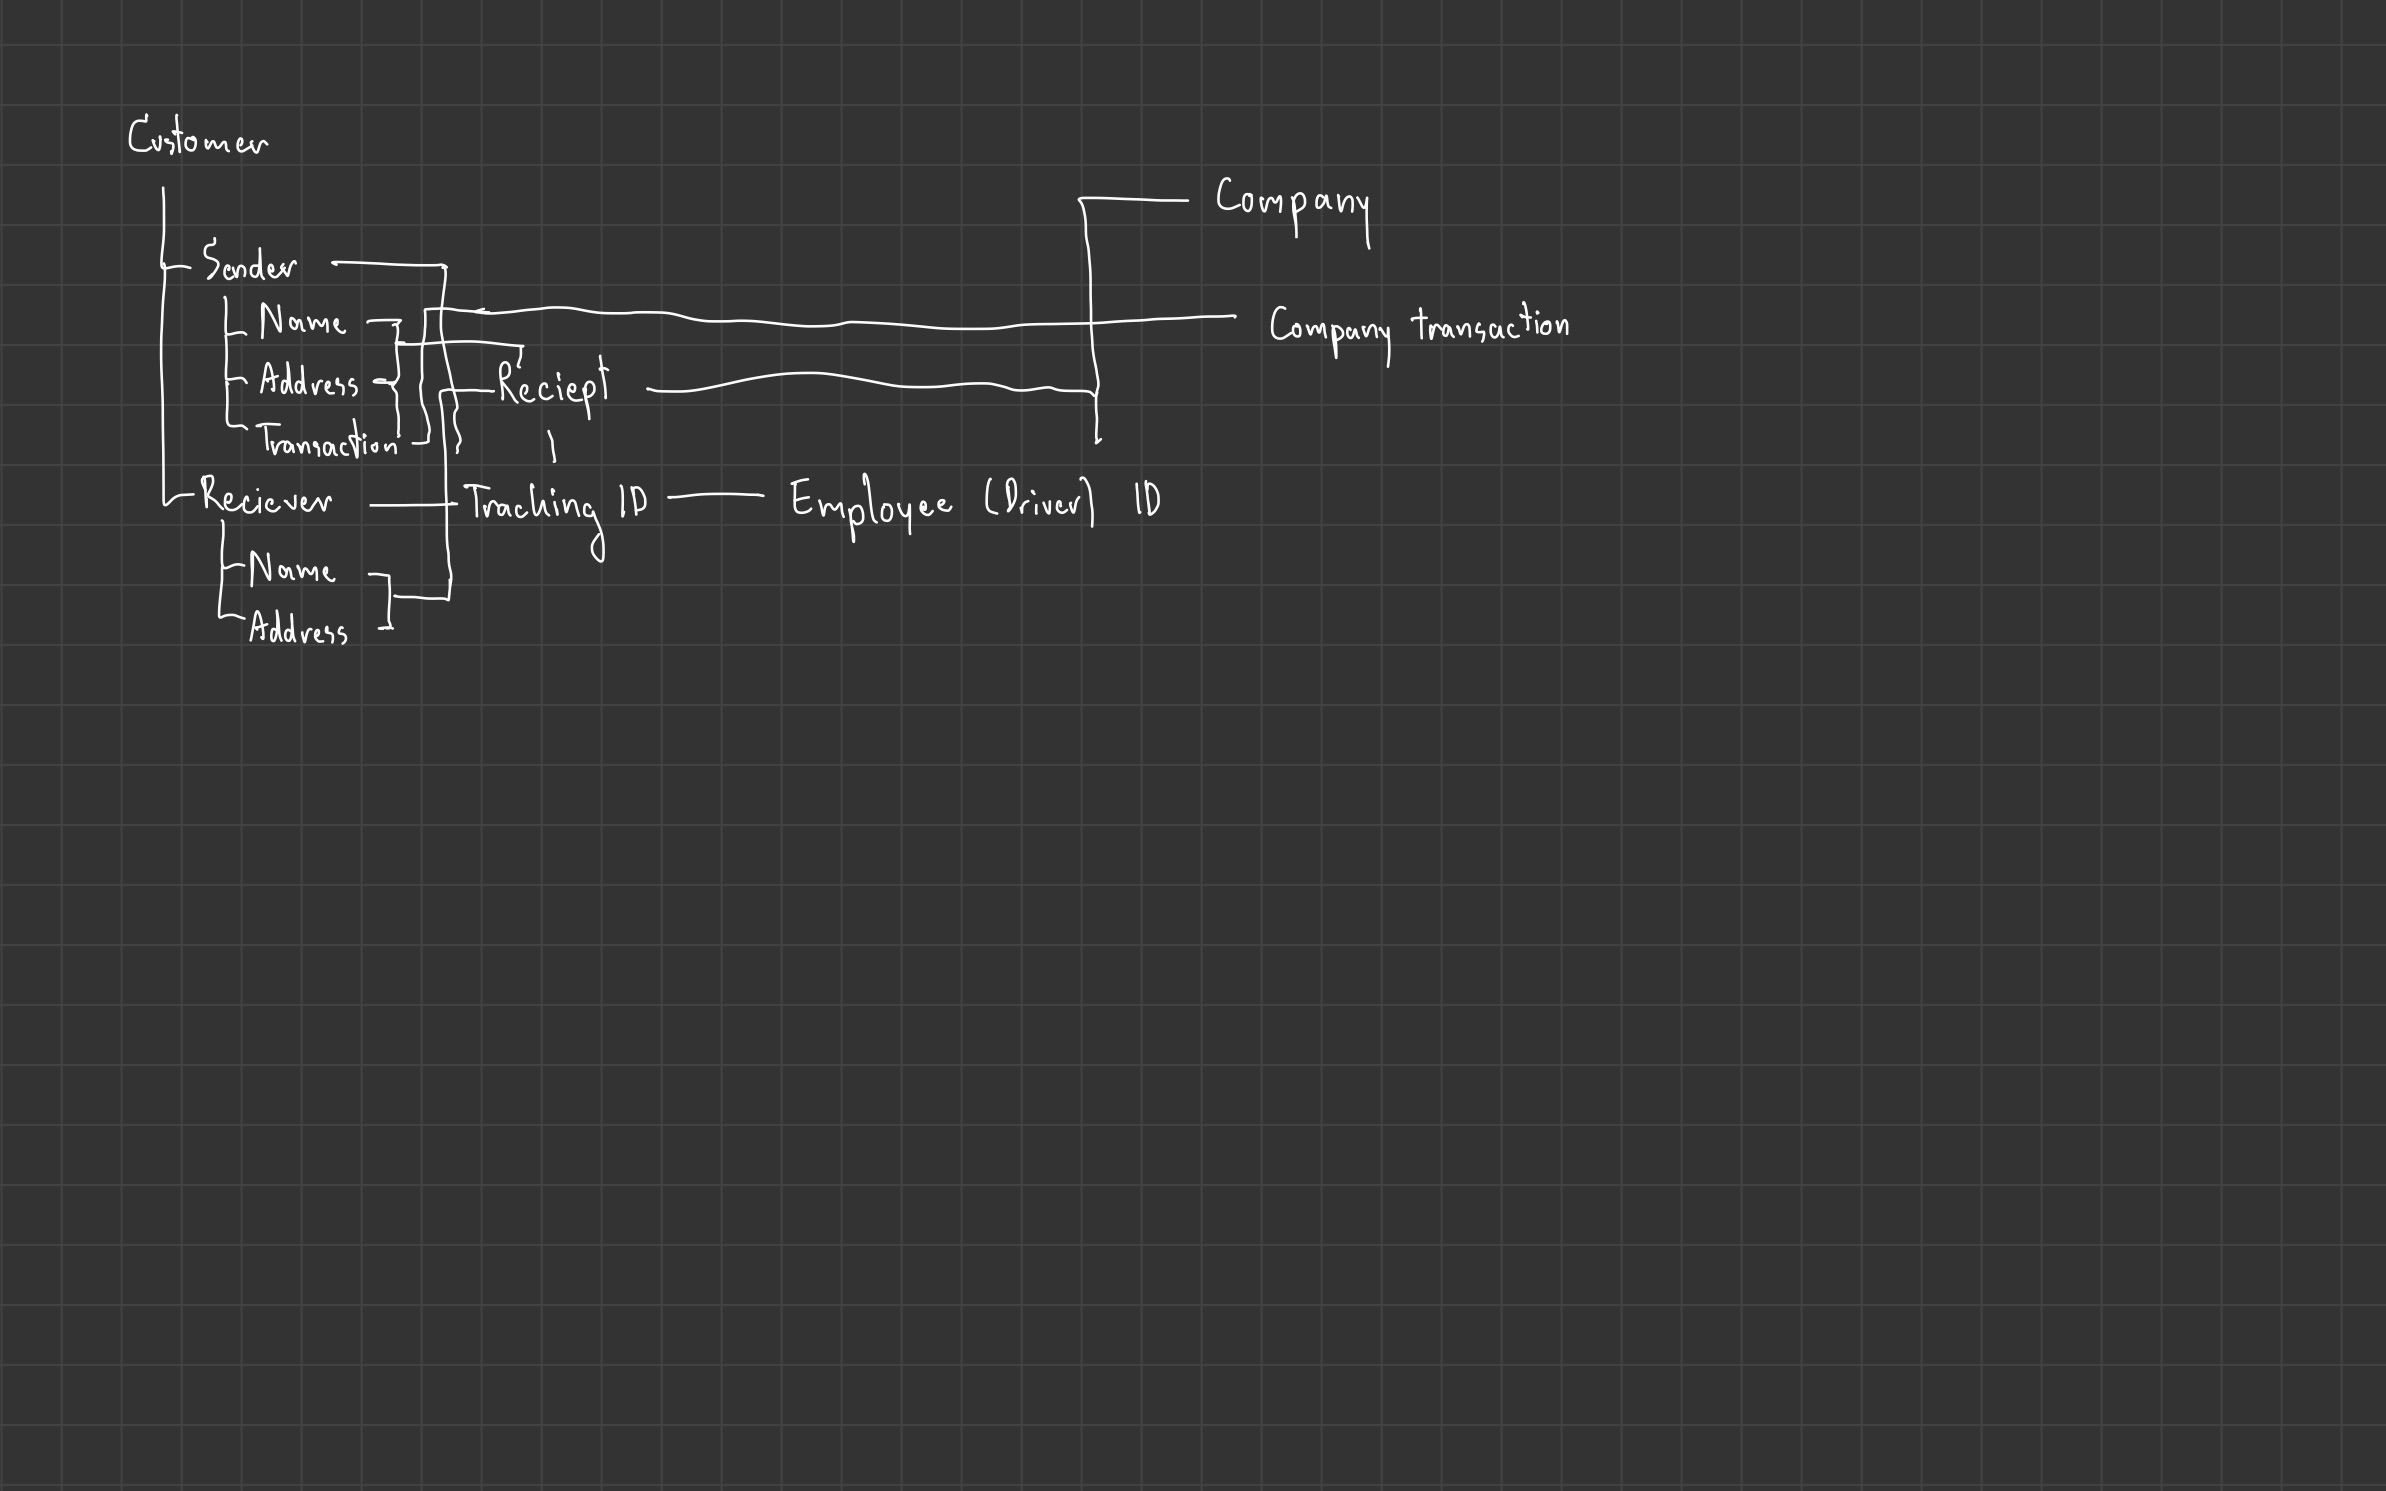 Customer
Company
Sender
Name
Company transaction
Address
Reciept
Transaction
Reciever
Tracking ID
Employee (Driver) ID
Name
Address